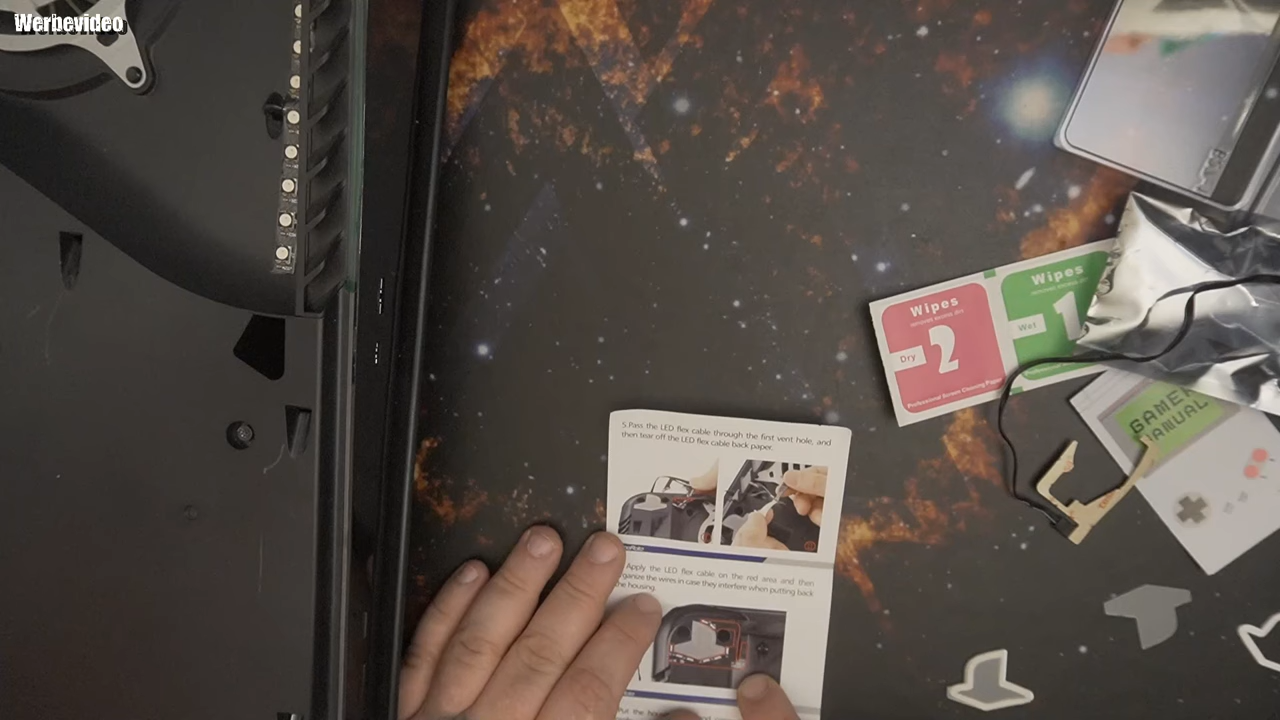 Werbevideo
Wipes
Dry 2
Professional Screen Cleaning Paper
Wipes
Wet 1
GAMER
MANUAL
5.Pass the LED flex cable through the first vent hole, and
then tear off the LED flex cable back paper.
Apply the LED flex cable on the red area and then
organize the wires in case they interfere when putting back
the housing.
Put the